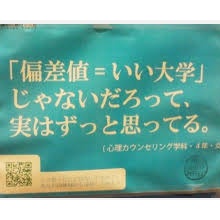 「偏差値＝いい大学」
じゃないだろって、
実はずっと思ってる。
(心理カウンセリング学科・4年・